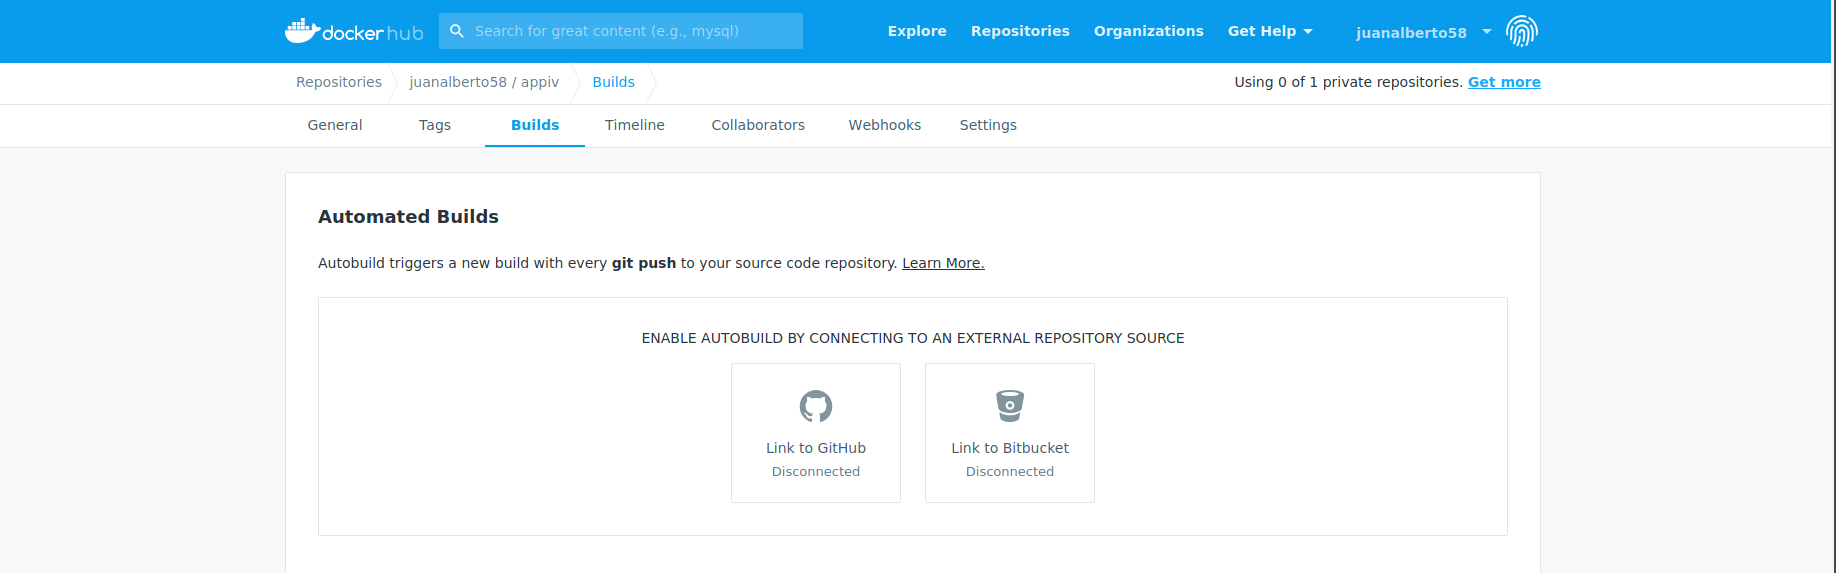 docker hub
Search for great content (e.g., mysql)
Explore Repositories Organizations Get Help juanalberto58
Repositories juanalberto58 / appiv Builds Using 0 of 1 private repositories. Get more
General Tags Builds Timeline Collaborators Webhooks Settings
Automated Builds
Autobuild triggers a new build with every git push to your source code repository. Learn More.
ENABLE AUTOBUILD BY CONNECTING TO AN EXTERNAL REPOSITORY SOURCE
Link to GitHub Link to Bitbucket
Disconnected Disconnected